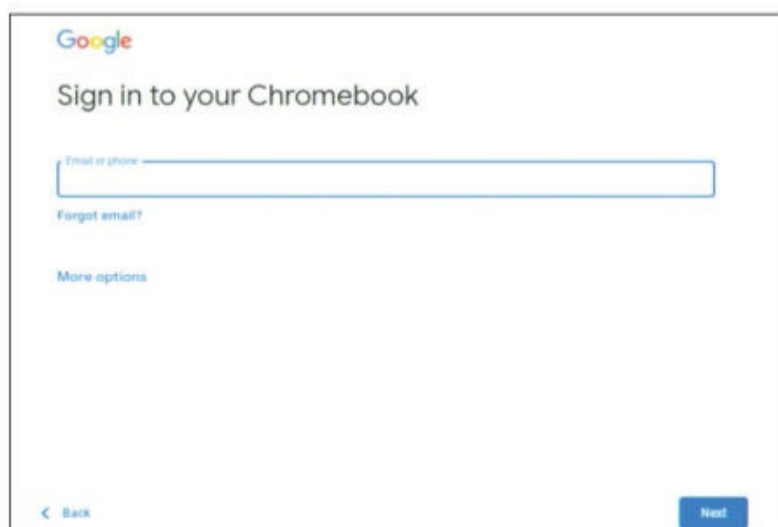 Google
Sign in to your Chromebook
Email or phone
Forgot email?
More options
Back
Next